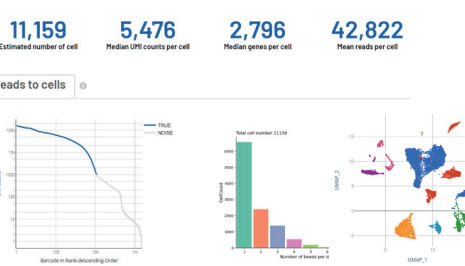 11,159 5,476 2,796 42,822
Estimated number of cell Median UMI counts per cell Median genes per cell Mean reads per cell
eads to cells
TRUE
NOISE
Total cell number 11159
CellCount
Number of beads per d
Barcode in Rank-descending Order
UMAP_2
UMAP_1